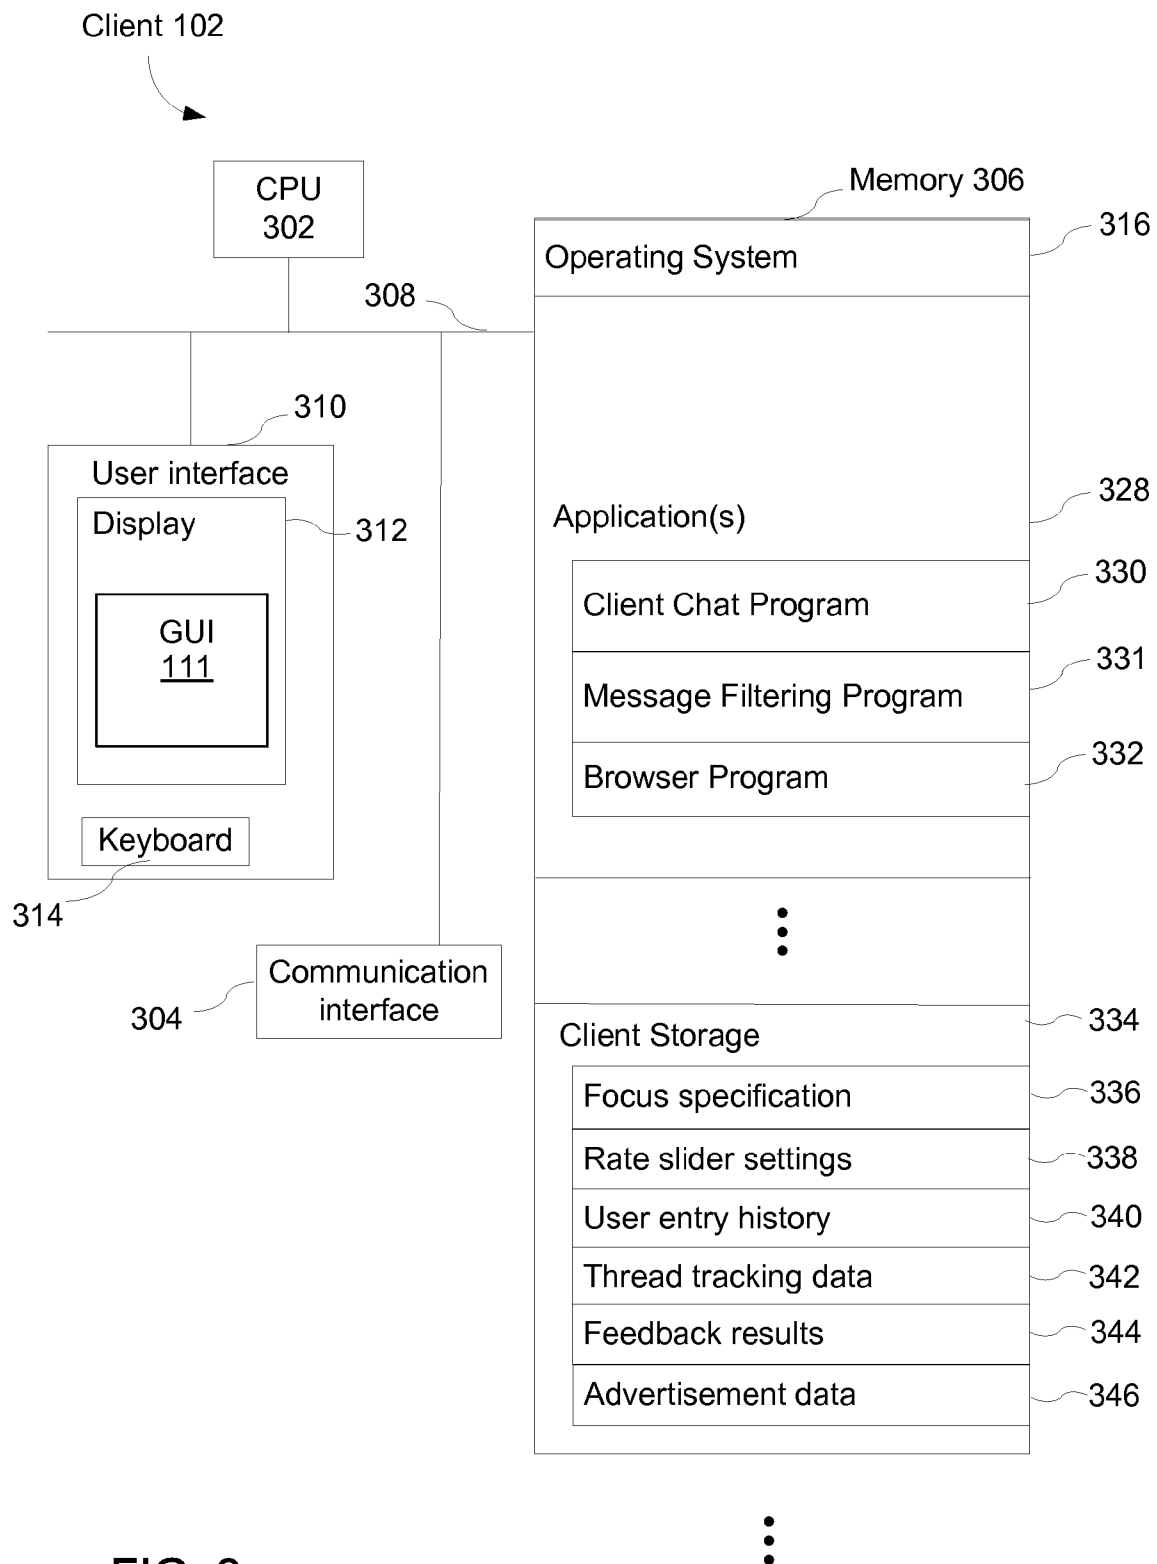 Client 102
CPU
302
Memory 306
316
Operating System
308
310
User interface
Display
312
GUI
111
Keyboard
314
Communication
interface
304
328
Application(s)
330
Client Chat Program
331
Message Filtering Program
332
Browser Program
334
Client Storage
336
Focus specification
338
Rate slider settings
340
User entry history
342
Thread tracking data
344
Feedback results
346
Advertisement data
FIG.